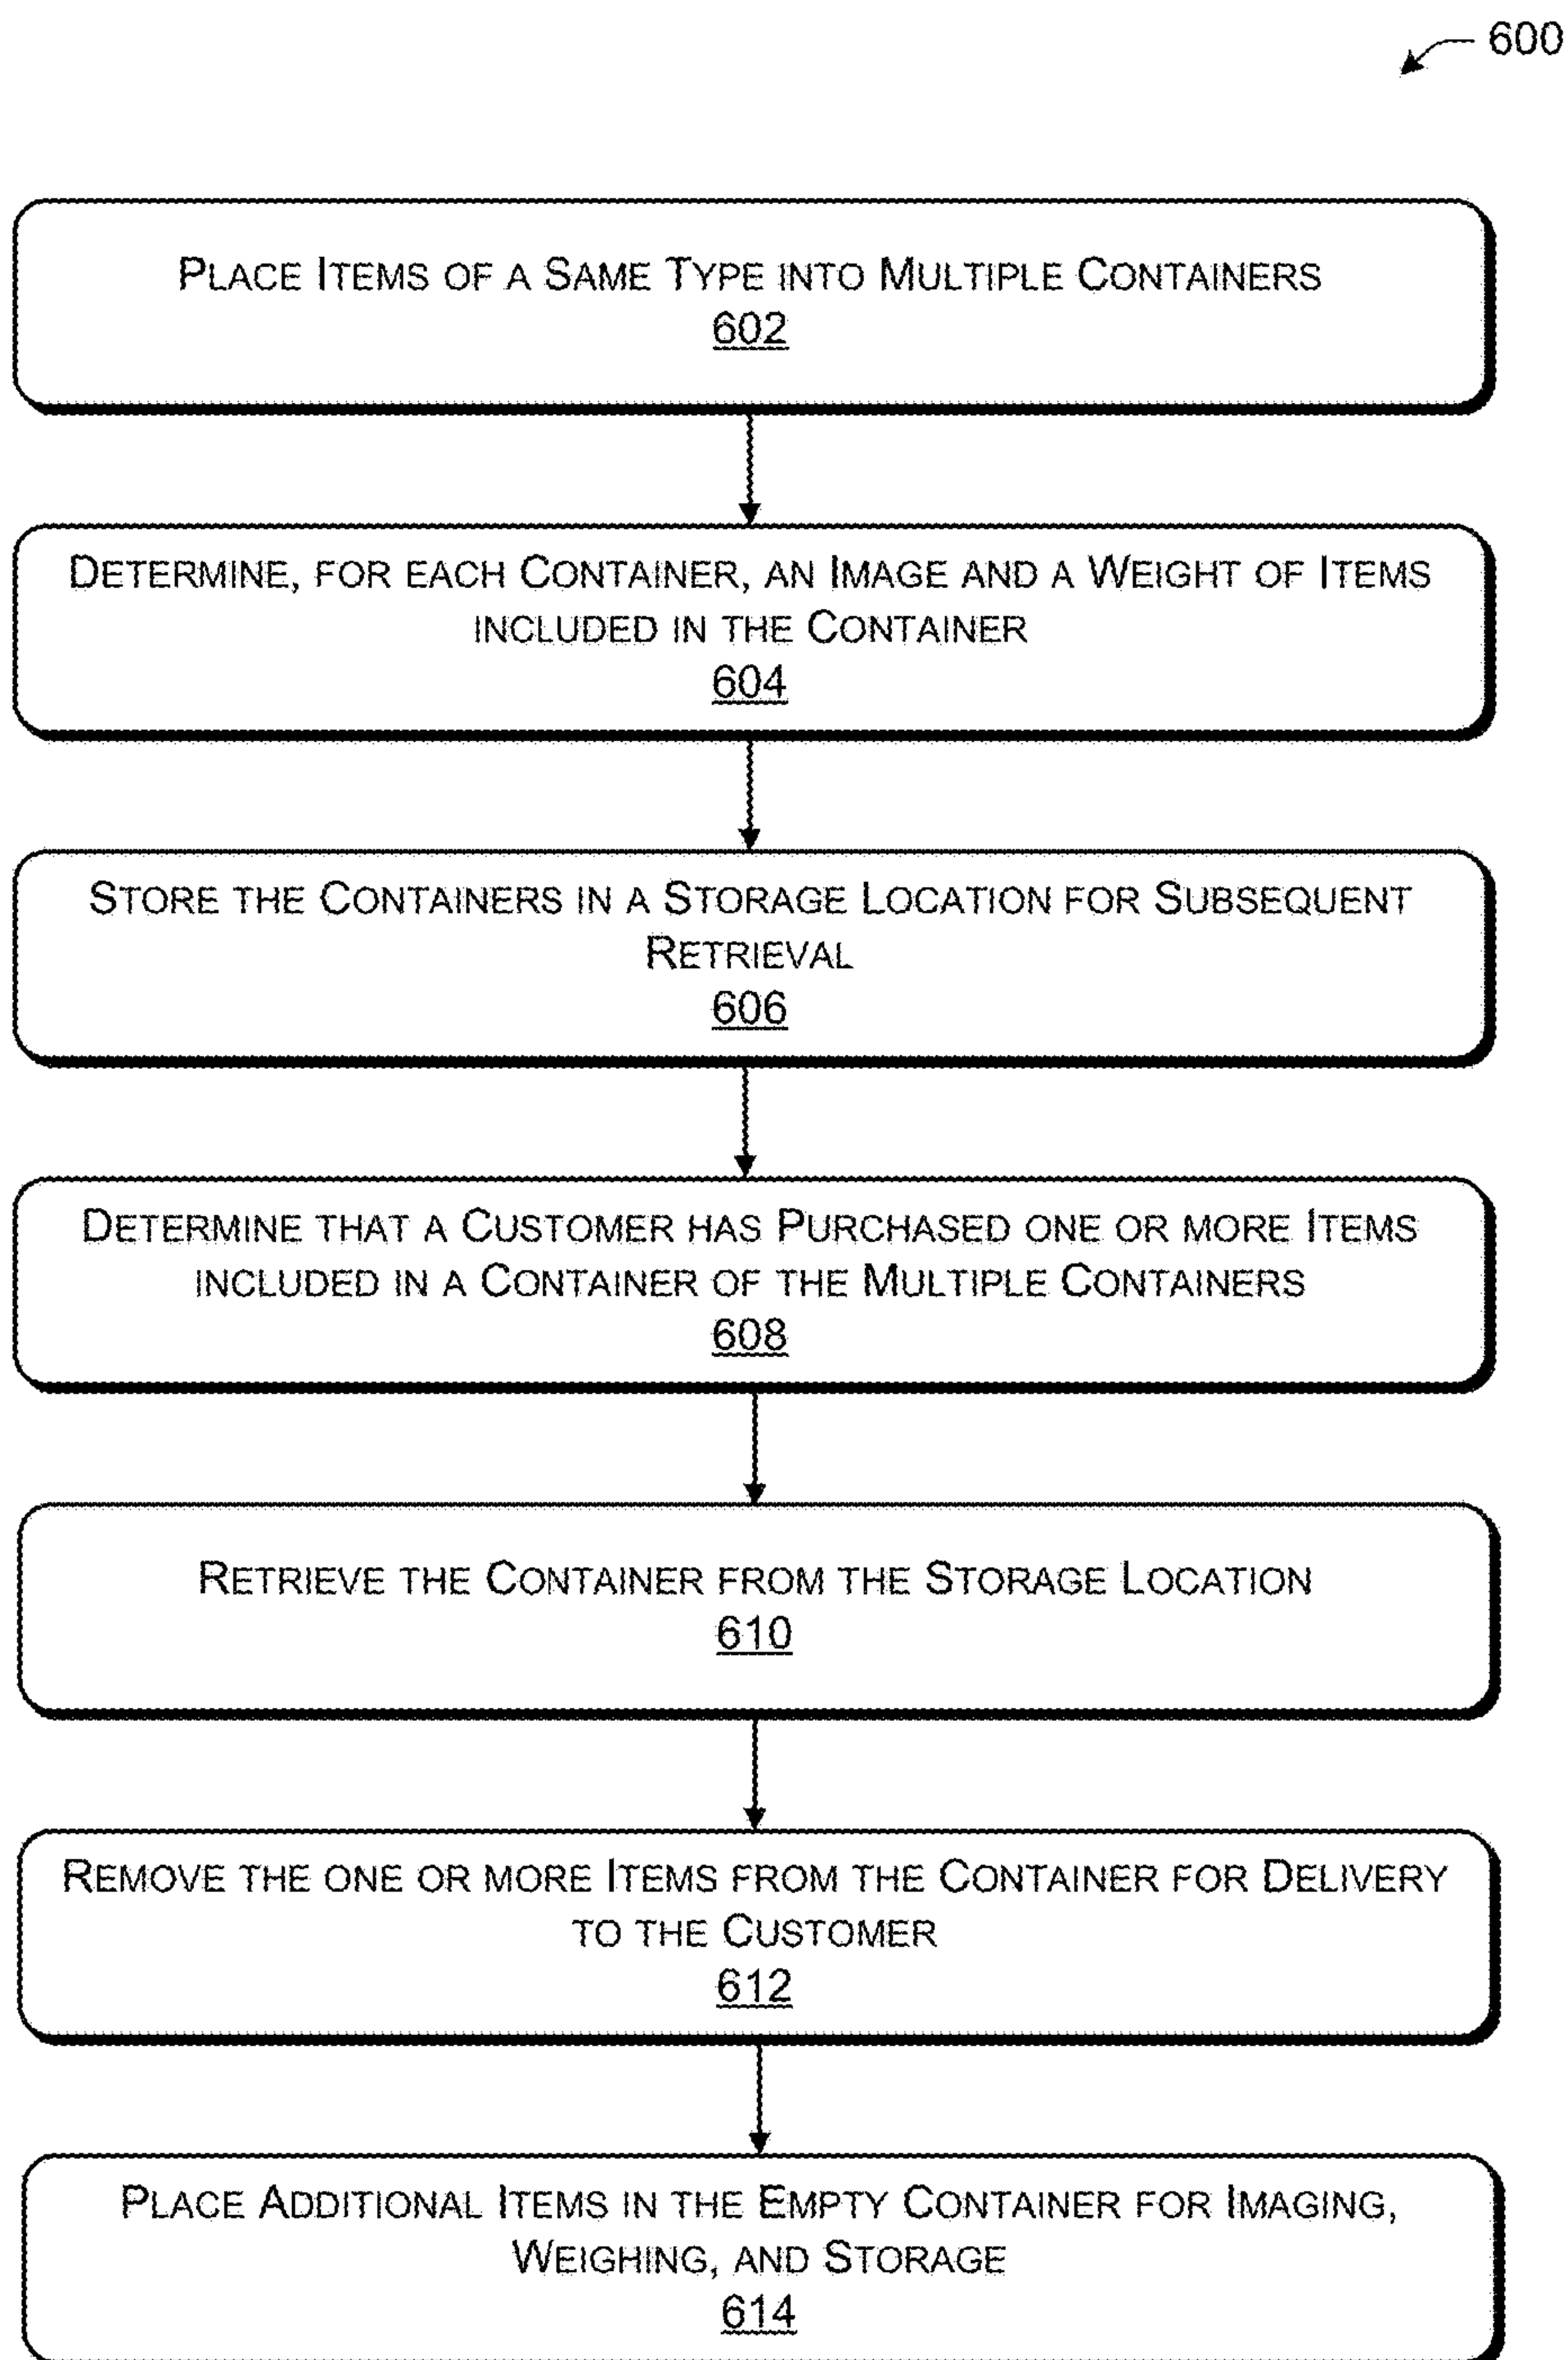 600
PLACE ITEMS OF A SAME TYPE INTO MULTIPLE CONTAINERS
602
DETERMINE, FOR EACH CONTAINER, AN IMAGE AND A WEIGHT OF ITEMS
INCLUDED IN THE CONTAINER
604
STORE THE CONTAINERS IN A STORAGE LOCATION FOR SUBSEQUENT
RETRIEVAL
606
DETERMINE THAT A CUSTOMER HAS PURCHASED ONE OR MORE ITEMS
INCLUDED IN A CONTAINER OF THE MULTIPLE CONTAINERS
608
RETRIEVE THE CONTAINER FROM THE STORAGE LOCATION
610
REMOVE THE ONE OR MORE ITEMS FROM THE CONTAINER FOR DELIVERY
TO THE CUSTOMER
612
PLACE ADDITIONAL ITEMS IN THE EMPTY CONTAINER FOR IMAGING,
WEIGHING, AND STORAGE
614